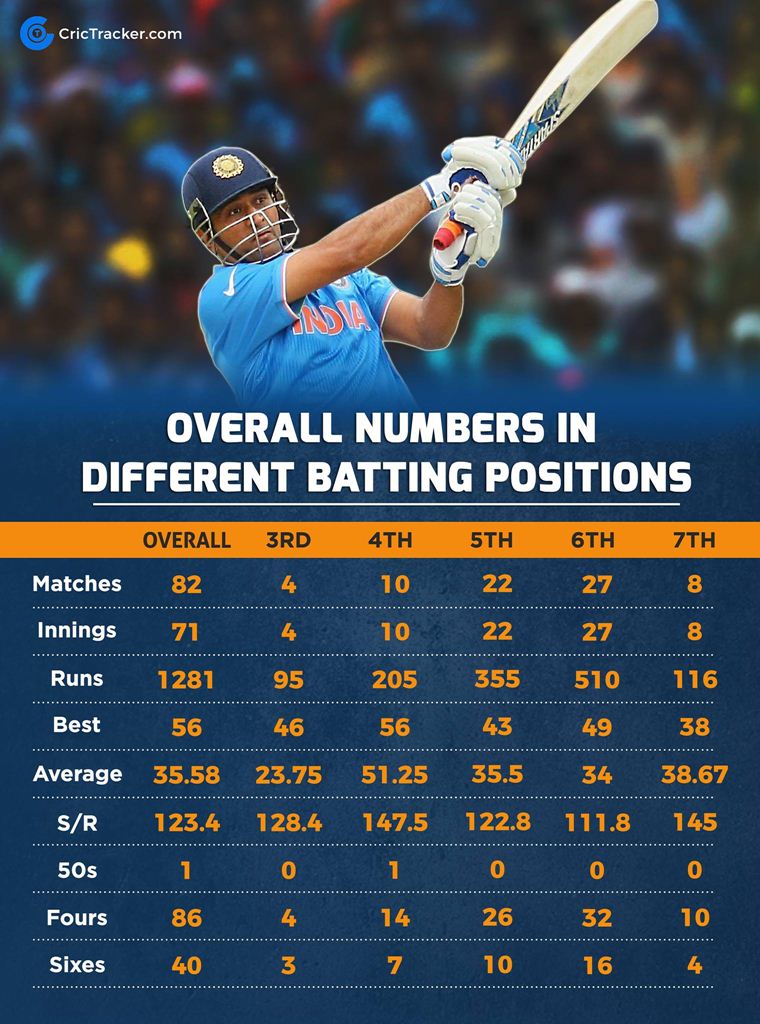 CricTracker.com
SPARTAN
INDIA
OVERALL NUMBERS IN
DIFFERENT BATTING POSITIONS
OVERALL 3RD 4TH 5TH 6TH 7TH
Matches 82 4 10 22 27 8
Innings 71 4 10 22 27 8
Runs 1281 95 205 355 510 116
Best 56 46 56 43 49 38
Average 35.58 23.75 51.25 35.5 34 38.67
S/R 123.4 128.4 147.5 122.8 111.8 145
50s 1 0 1 0 0 0
Fours 86 4 14 26 32 10
Sixes 40 3 7 10 16 4